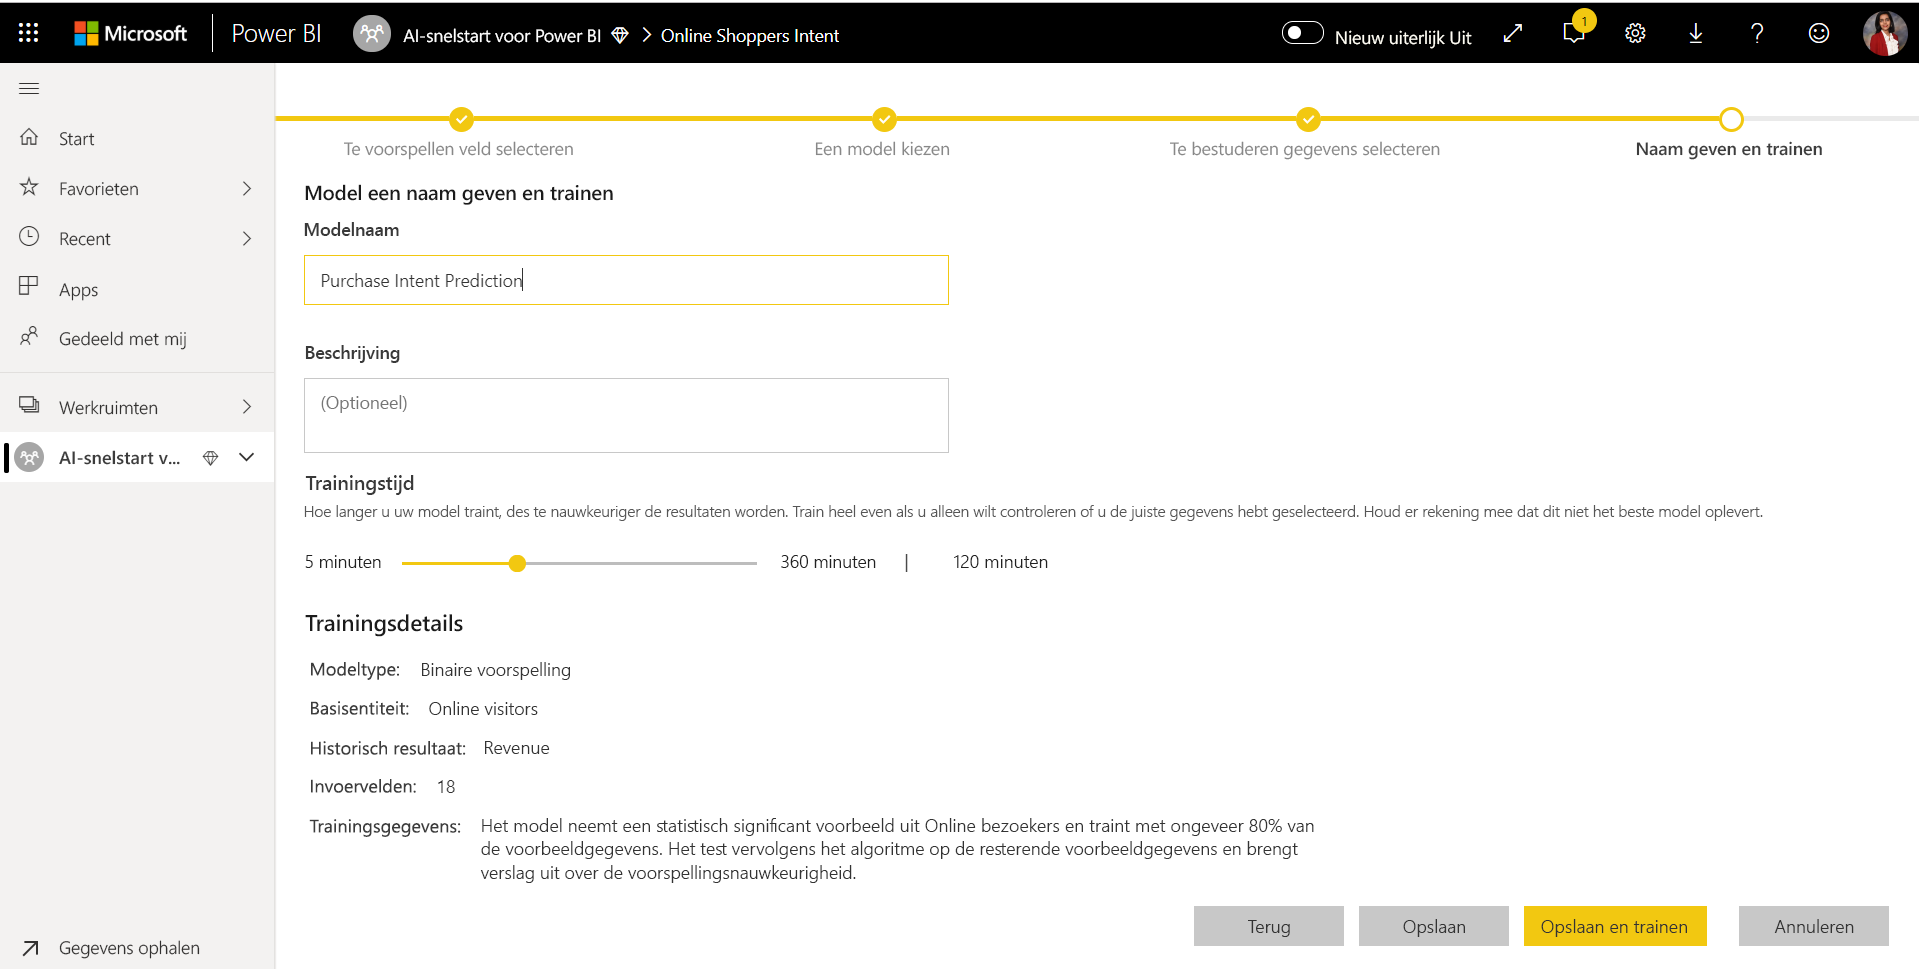 Microsoft Power BI AI-snelstart voor Power BI Online Shoppers Intent Nieuw uiterlijk Uit 1
Start
Favorieten
Recent
Apps
Gedeeld met mij
Werkruimten
AI-snelstart v...
Gegevens ophalen
Te voorspellen veld selecteren
Een model kiezen
Te bestuderen gegevens selecteren
Naam geven en trainen
Model een naam geven en trainen
Modelnaam
Purchase Intent Prediction
Beschrijving
(Optioneel)
Trainingstijd
Hoe langer u uw model traint, des te nauwkeuriger de resultaten worden. Train heel even als u alleen wilt controleren of u de juiste gegevens hebt geselecteerd. Houd er rekening mee dat dit niet het beste model oplevert.
5 minuten 360 minuten | 120 minuten
Trainingsdetails
Modeltype: Binaire voorspelling
Basisentiteit: Online visitors
Historisch resultaat: Revenue
Invoervelden: 18
Trainingsgegevens: Het model neemt een statistisch significant voorbeeld uit Online bezoekers en traint met ongeveer 80% van
de voorbeeldgegevens. Het test vervolgens het algoritme op de resterende voorbeeldgegevens en brengt
verslag uit over de voorspellingsnauwkeurigheid.
Terug Opslaan Opslaan en trainen Annuleren